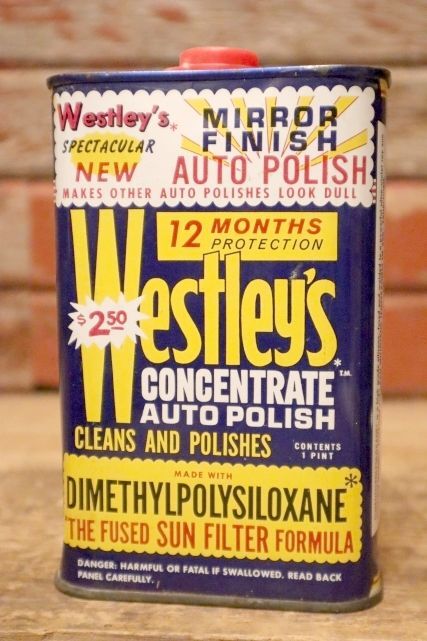 Westley's*
SPECTACULAR
NEW
MIRROR
FINISH
AUTO POLISH
MAKES OTHER AUTO POLISHES LOOK DULL
12 MONTHS
PROTECTION
Westley's*
$2.50
CONCENTRATE™
AUTO POLISH
CLEANS AND POLISHES
CONTENTS
1 PINT
MADE WITH
DIMETHYLPOLYSILOXANE*
"THE FUSED SUN FILTER FORMULA
DANGER: HARMFUL OR FATAL IF SWALLOWED. READ BACK
PANEL CAREFULLY.